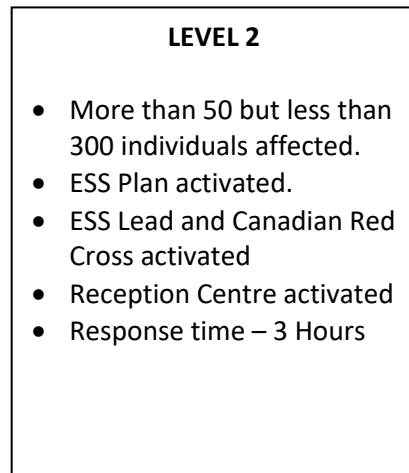 LEVEL 2
• More than 50 but less than
300 individuals affected.
• ESS Plan activated.
• ESS Lead and Canadian Red
Cross activated
• Reception Centre activated
• Response time – 3 Hours